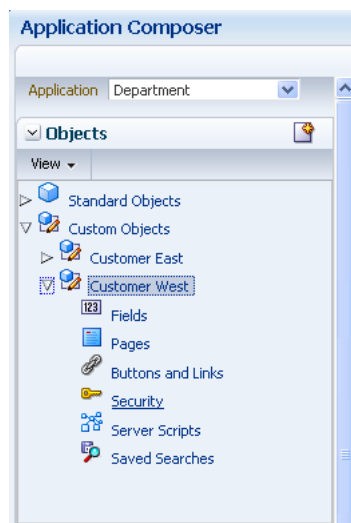 Application Composer
Application Department
Objects
View
Standard Objects
Custom Objects
Customer East
Customer West
123 Fields
Pages
Buttons and Links
Security
Server Scripts
Saved Searches